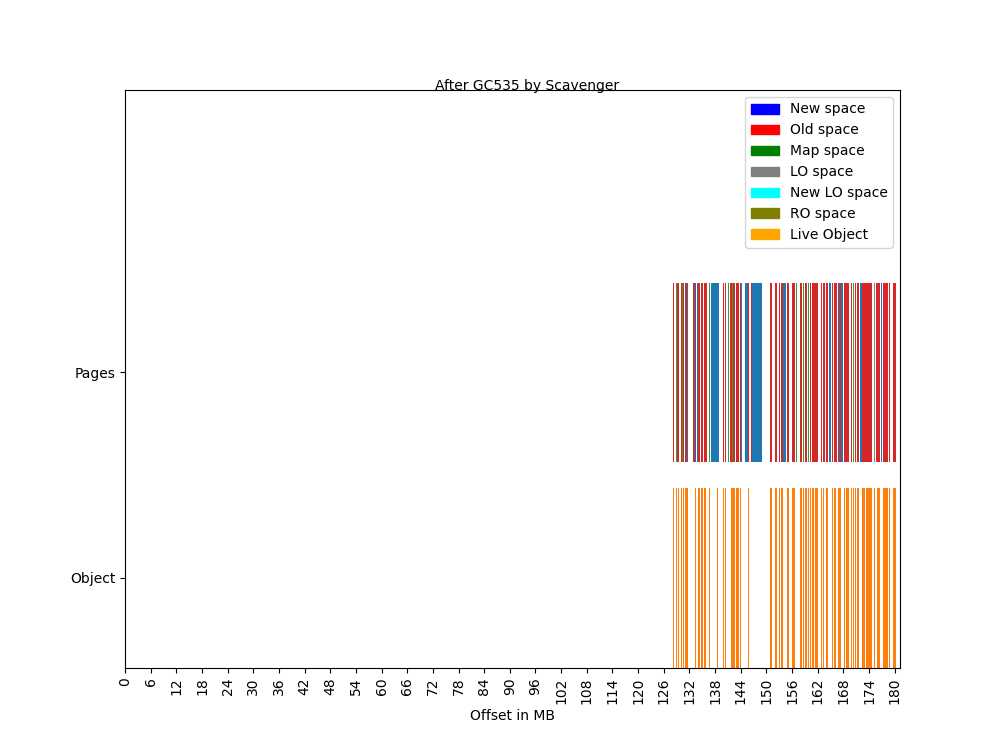 After GC535 by Scavenger
New space
Old space
Map space
LO space
New LO space
RO space
Live Object
Pages
Object
0 6 12 18 24 30 36 42 48 54 60 66 72 78 84 90 96 102 108 114 120 126 132 138 144 150 156 162 168 174 180
Offset in MB